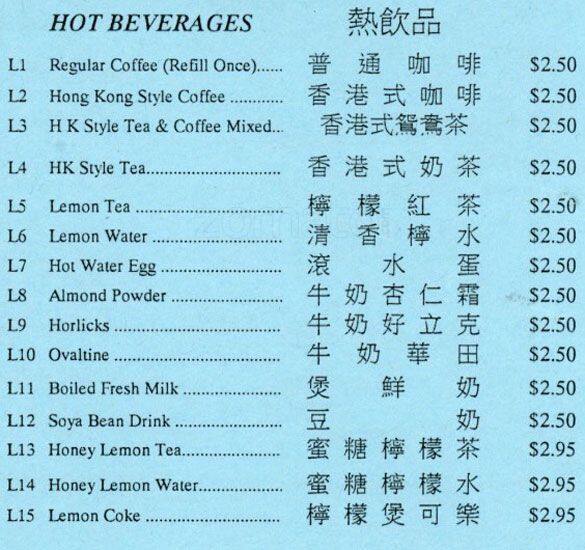 HOT BEVERAGES 熱飲品
L1 Regular Coffee (Refill Once)...... 普通咖啡 $2.50
L2 Hong Kong Style Coffee ........... 香港式咖啡 $2.50
L3 H K Style Tea & Coffee Mixed... 香港式鴛鴦茶 $2.50
L4 HK Style Tea............................ 香港式奶茶 $2.50
L5 Lemon Tea .............................. 檸檬紅茶 $2.50
L6 Lemon Water .......................... 清香檸水 $2.50
L7 Hot Water Egg ........................ 滾水蛋 $2.50
L8 Almond Powder ...................... 牛奶杏仁霜 $2.50
L9 Horlicks .................................. 牛奶好立克 $2.50
L10 Ovaltine .................................. 牛奶華田 $2.50
L11 Boiled Fresh Milk .................... 煲鮮奶 $2.50
L12 Soya Bean Drink ..................... 豆奶 $2.50
L13 Honey Lemon Tea.................... 蜜糖檸檬茶 $2.95
L14 Honey Lemon Water................. 蜜糖檸檬水 $2.95
L15 Lemon Coke ........................... 檸檬煲可樂 $2.95